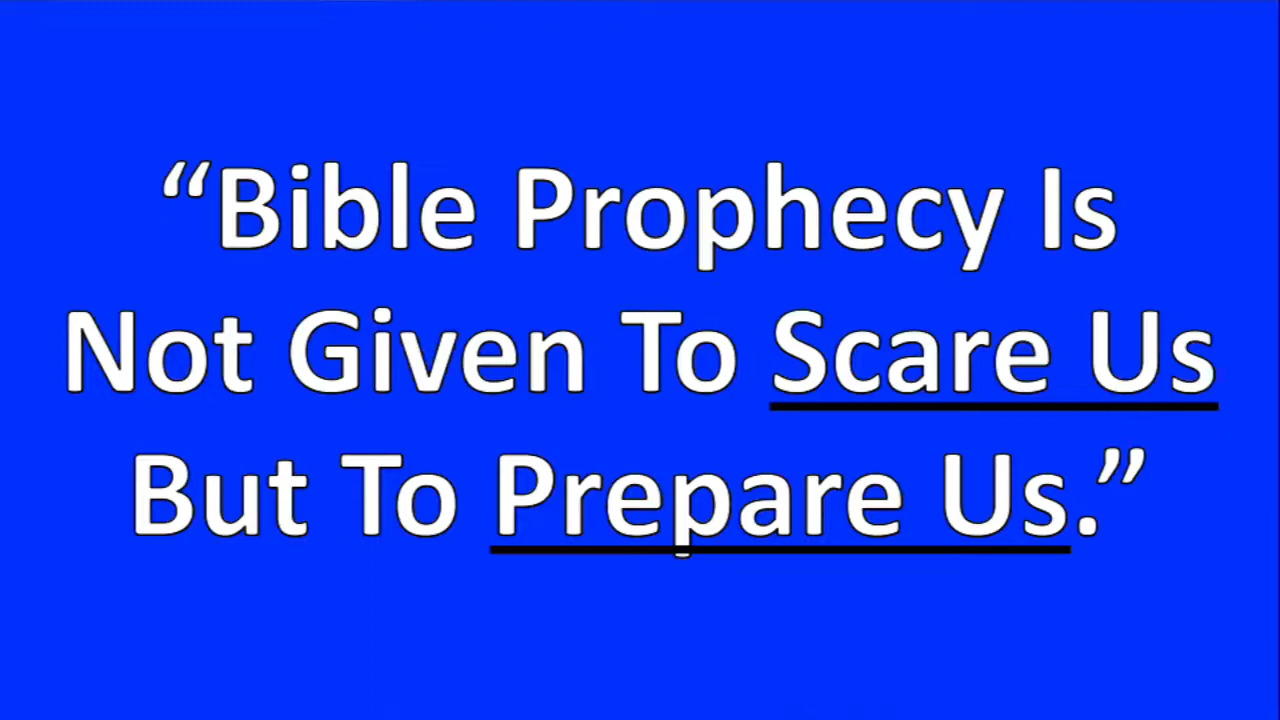 “Bible Prophecy Is
Not Given To Scare Us
But To Prepare Us.”